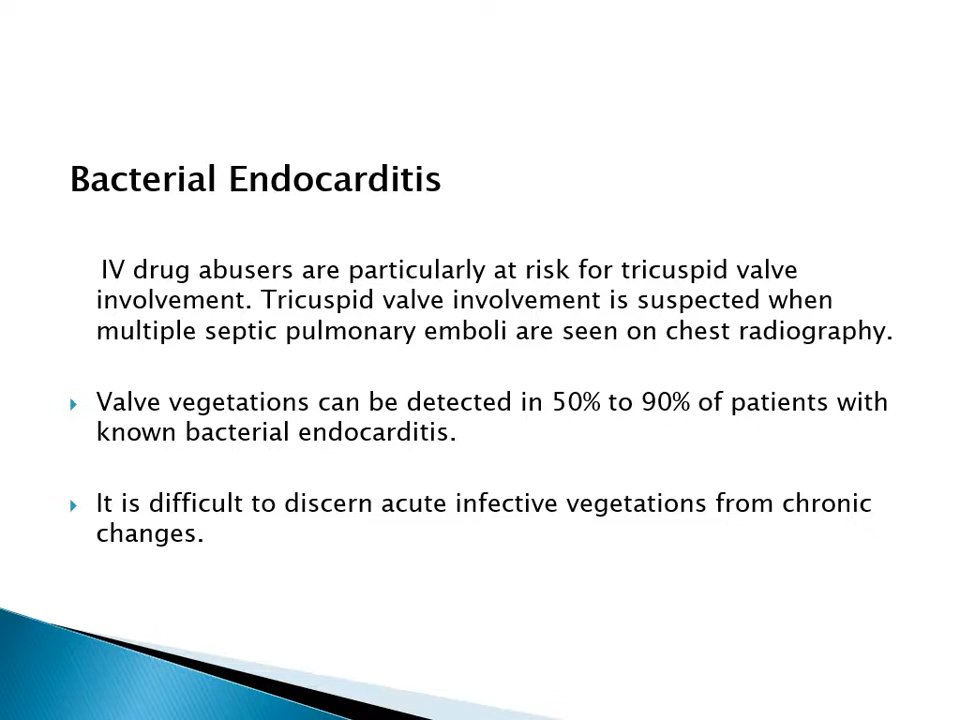 Bacterial Endocarditis
IV drug abusers are particularly at risk for tricuspid valve
involvement. Tricuspid valve involvement is suspected when
multiple septic pulmonary emboli are seen on chest radiography.
Valve vegetations can be detected in 50% to 90% of patients with
known bacterial endocarditis.
It is difficult to discern acute infective vegetations from chronic
changes.